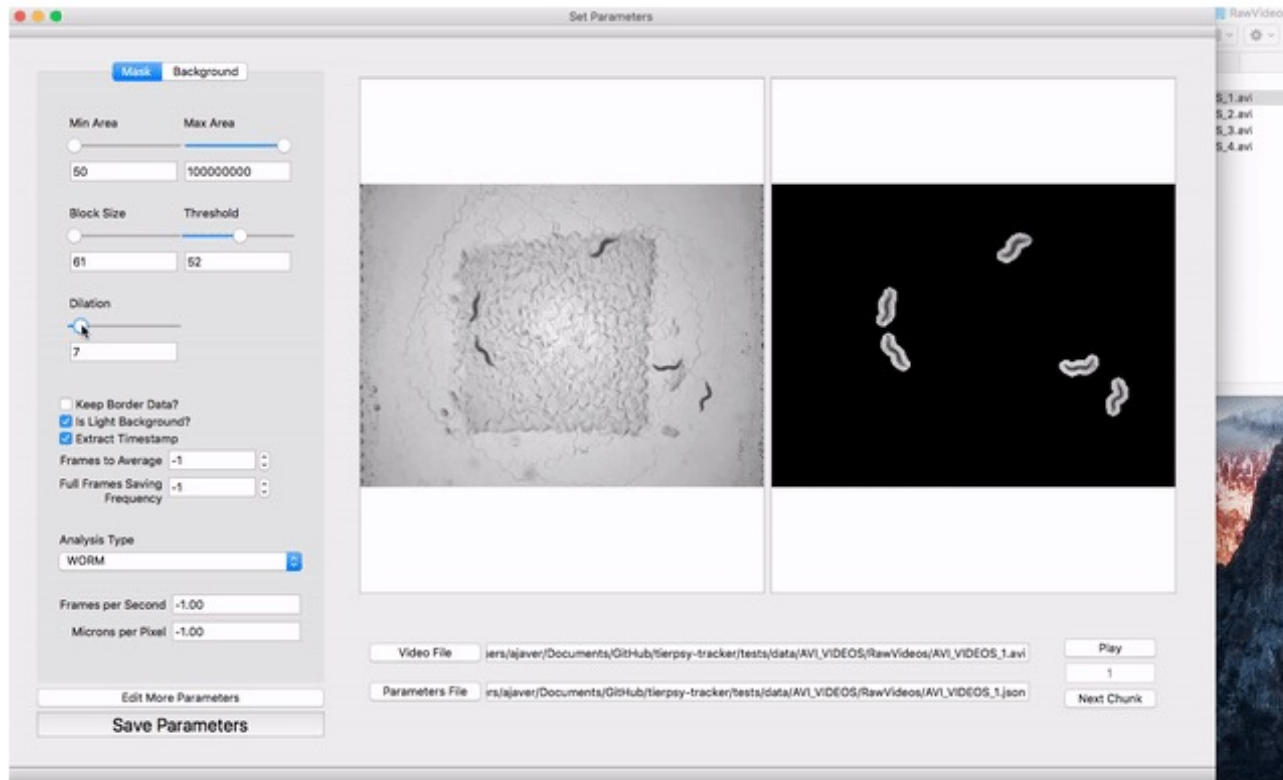 Set Parameters
RawVideo
Mask
Background
Min Area
Max Area
50
100000000
Block Size
Threshold
61
52
Dilation
7
Keep Border Data?
Is Light Background?
Extract Timestamp
Frames to Average
-1
Full Frames Saving
Frequency
-1
Analysis Type
WORM
Frames per Second
-1.00
Microns per Pixel
-1.00
Edit More Parameters
Save Parameters
Video File
ers/ajaver/Documents/GitHub/tierpsy-tracker/tests/data/AVI_VIDEOS/RawVideos/AVI_VIDEOS_1.avi
Parameters File
rs/ajaver/Documents/GitHub/tierpsy-tracker/tests/data/AVI_VIDEOS/RawVideos/AVI_VIDEOS_1.json
Play
1
Next Chunk
S_1.avi
S_2.avi
S_3.avi
S_4.avi